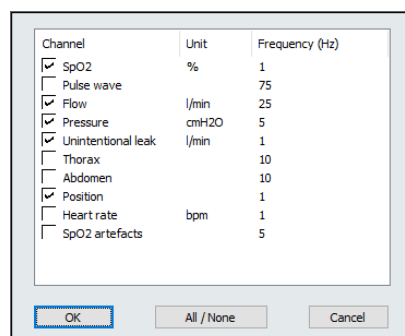 Channel Unit Frequency (Hz)
SpO2 % 1
Pulse wave 75
Flow l/min 25
Pressure cmH2O 5
Unintentional leak l/min 1
Thorax 10
Abdomen 10
Position 1
Heart rate bpm 1
SpO2 artefacts 5
OK All / None Cancel